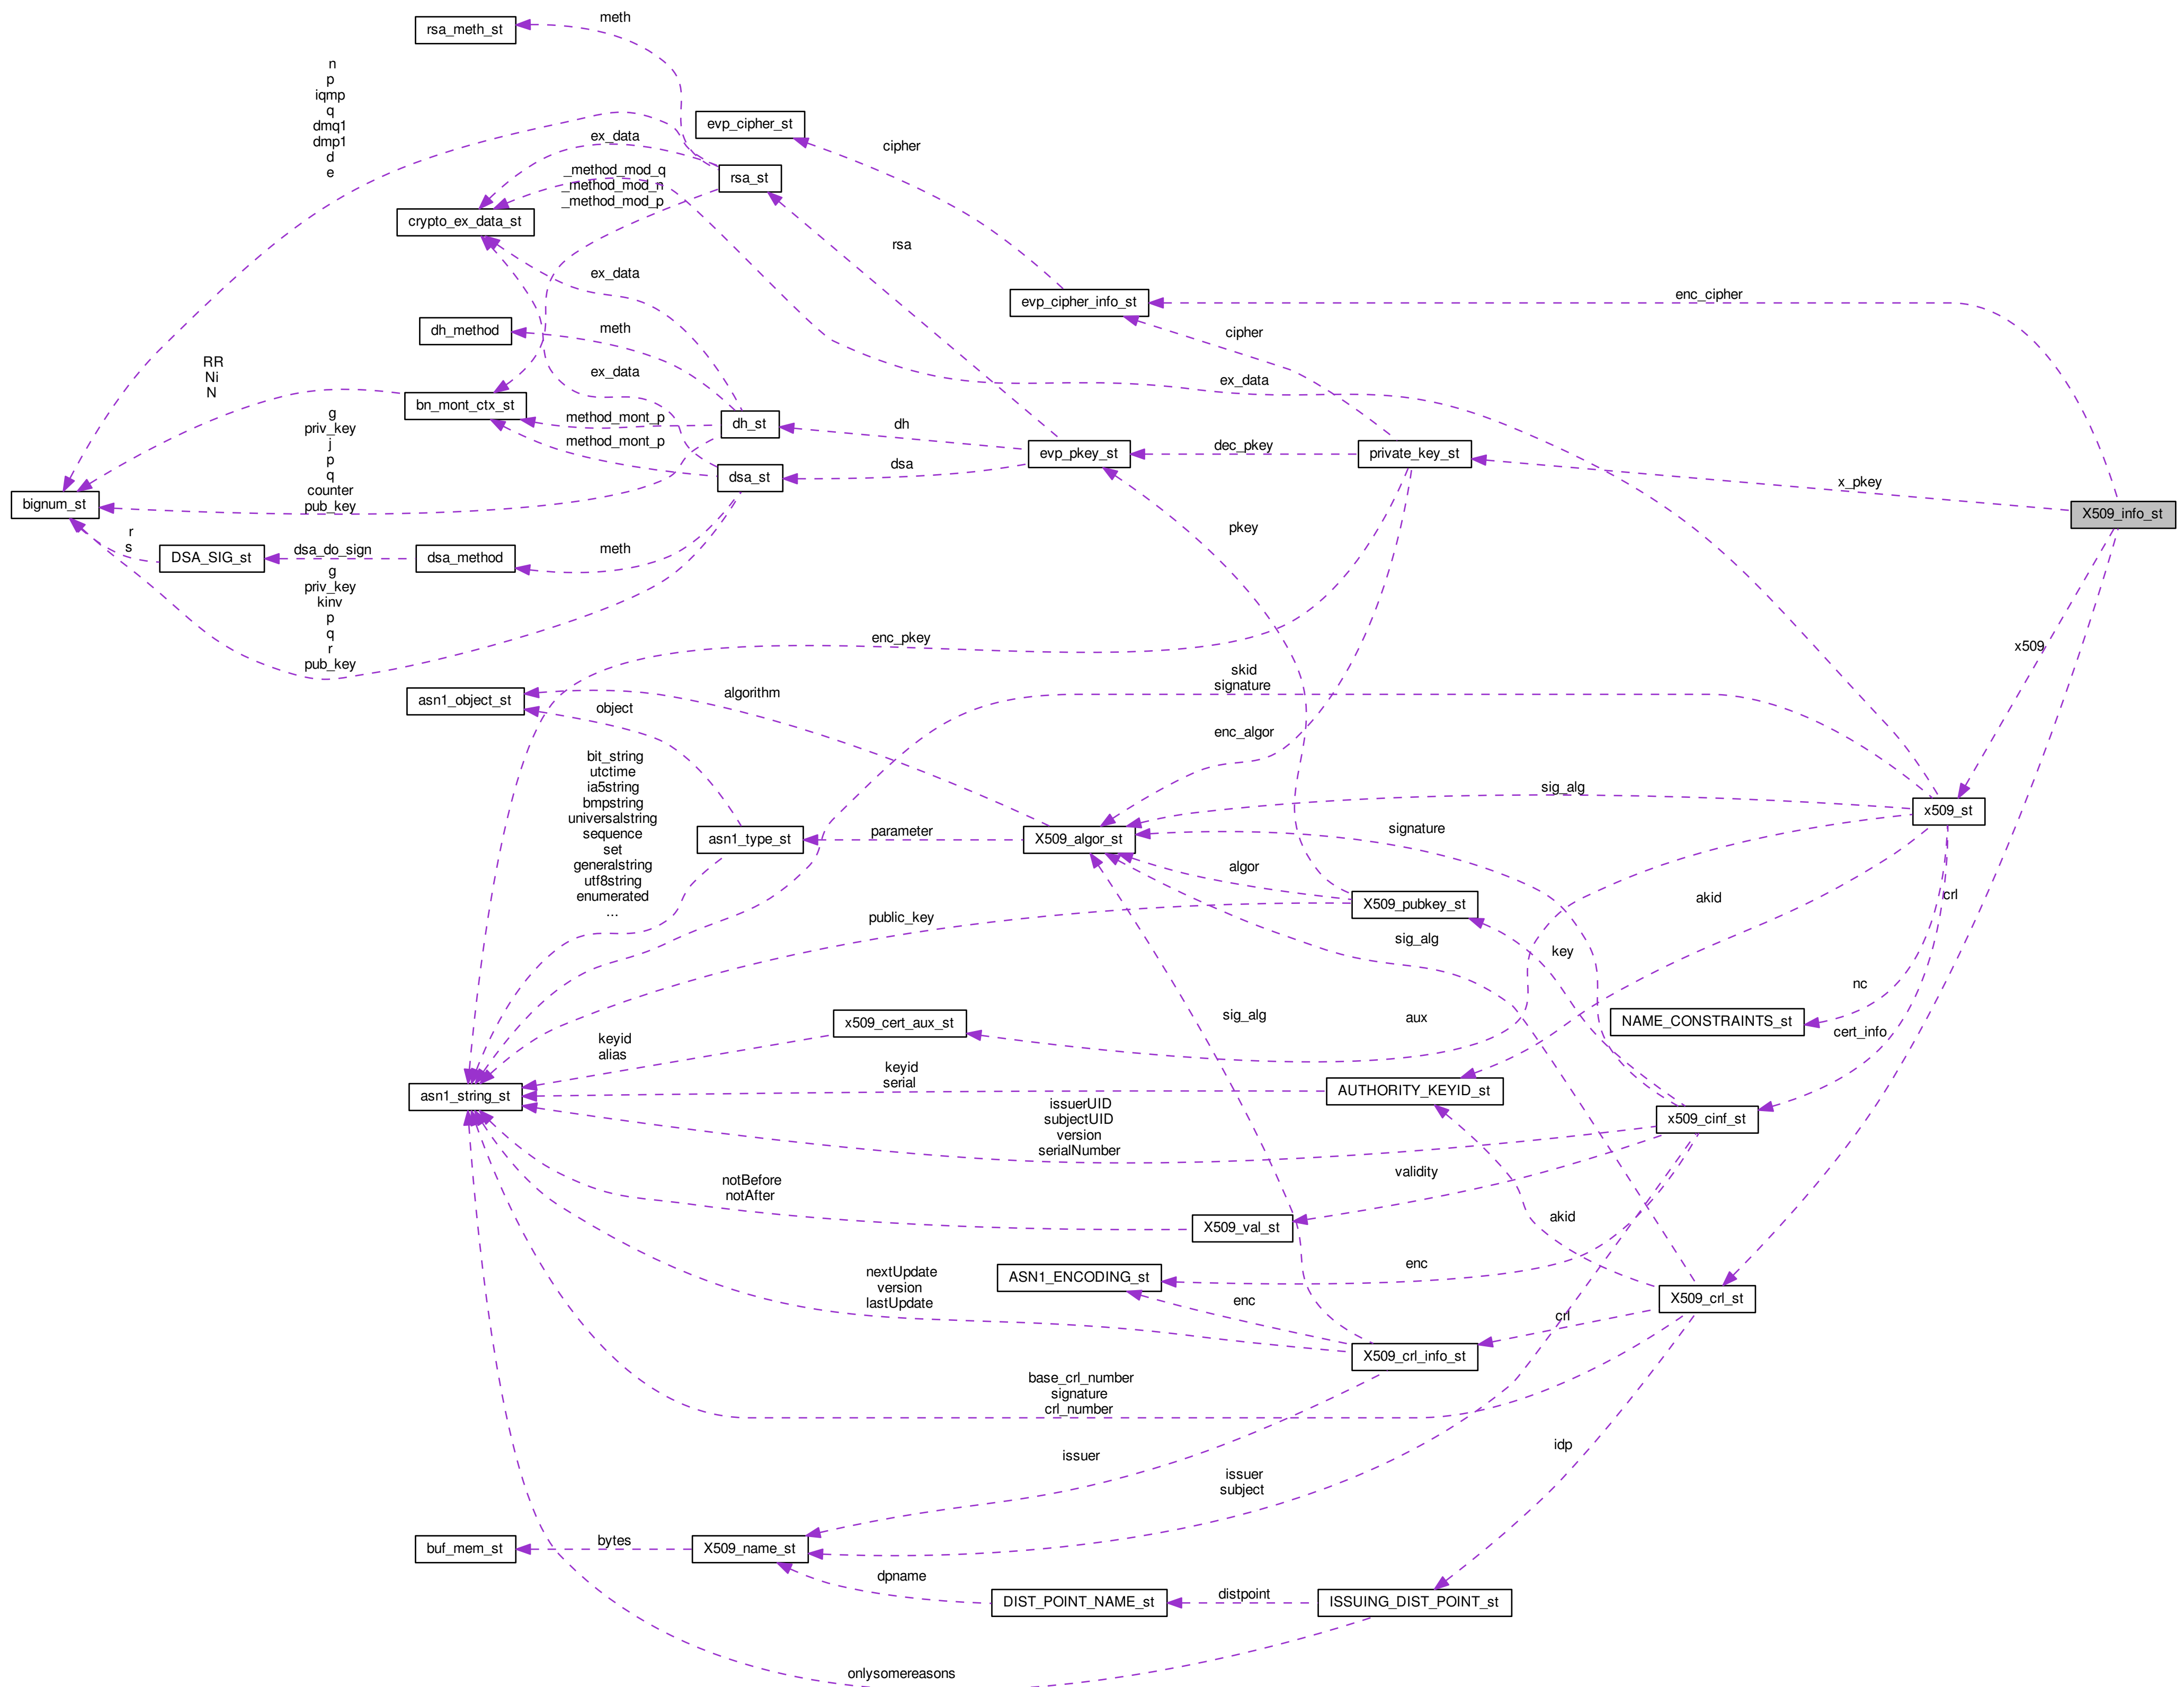 meth
rsa_meth_st
n
p
iqmp
q
dmq1
dmp1
d
e
evp_cipher_st
ex_data
cipher
_method_mod_q
_method_mod_n
_method_mod_p
rsa_st
crypto_ex_data_st
rsa
ex_data
evp_cipher_info_st
enc_cipher
dh_method
meth
cipher
RR
Ni
N
ex_data
ex_data
bn_mont_ctx_st
method_mont_p
dh_st
dh
g
priv_key
j
p
q
counter
pub_key
method_mont_p
dsa_st
dsa
evp_pkey_st
dec_pkey
private_key_st
x_pkey
bignum_st
X509_info_st
r
s
DSA_SIG_st
dsa_do_sign
dsa_method
meth
pkey
g
priv_key
kinv
p
q
r
pub_key
enc_pkey
x509
skid
signature
asn1_object_st
algorithm
object
enc_algor
bit_string
utctime
ia5string
bmpstring
universalstring
sequence
set
generalstring
utf8string
enumerated
...
sig_alg
x509_st
asn1_type_st
parameter
X509_algor_st
signature
algor
X509_pubkey_st
akid
crl
public_key
sig_alg
key
nc
x509_cert_aux_st
sig_alg
aux
NAME_CONSTRAINTS_st
cert_info
keyid
alias
asn1_string_st
keyid
serial
AUTHORITY_KEYID_st
issuerUID
subjectUID
version
serialNumber
x509_cinf_st
validity
notBefore
notAfter
X509_val_st
akid
nextUpdate
version
lastUpdate
ASN1_ENCODING_st
enc
enc
X509_crl_st
crl
X509_crl_info_st
base_crl_number
signature
crl_number
issuer
issuer
subject
idp
buf_mem_st
bytes
X509_name_st
dpname
DIST_POINT_NAME_st
distpoint
ISSUING_DIST_POINT_st
onlysomereasons